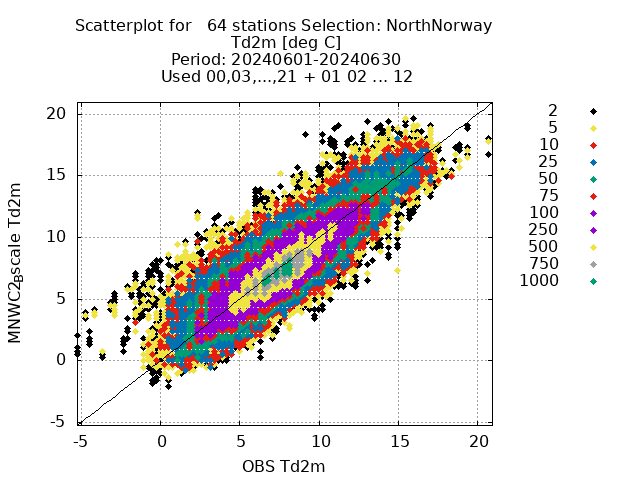 Scatterplot for 64 stations Selection: NorthNorway
Td2m [deg C]
Period: 20240601-20240630
Used 00,03,...,21 + 01 02 ... 12
20
15
10
5
0
-5
-5 0 5 10 15 20
OBS Td2m
2
5
10
25
50
75
100
250
500
750
1000